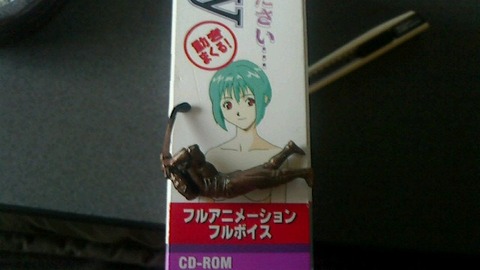 y
ださい…
動き
まくる!
フルアニメーション
フルボイス
CD-ROM